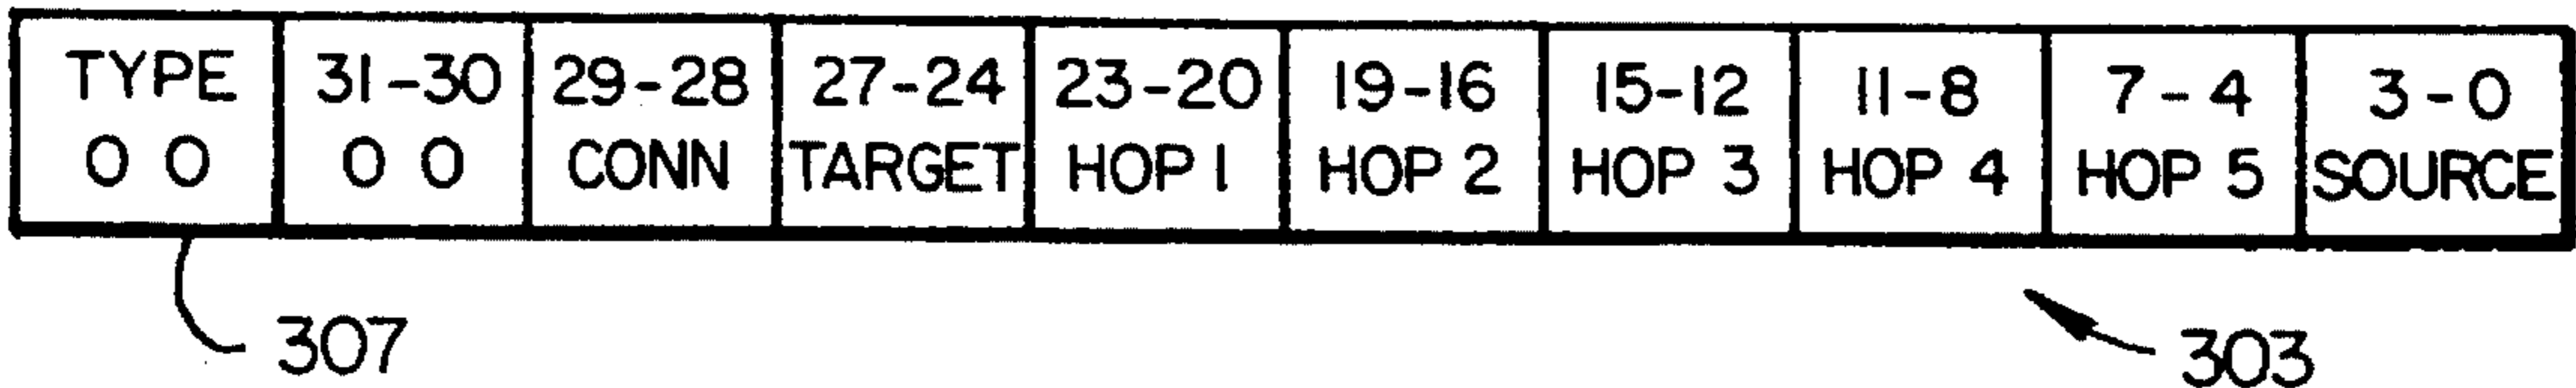 TYPE 31-30 29-28 27-24 23-20 19-16 15-12 11-8 7-4 3-0
0 0 0 0 CONN TARGET HOP 1 HOP 2 HOP 3 HOP 4 HOP 5 SOURCE
307 303